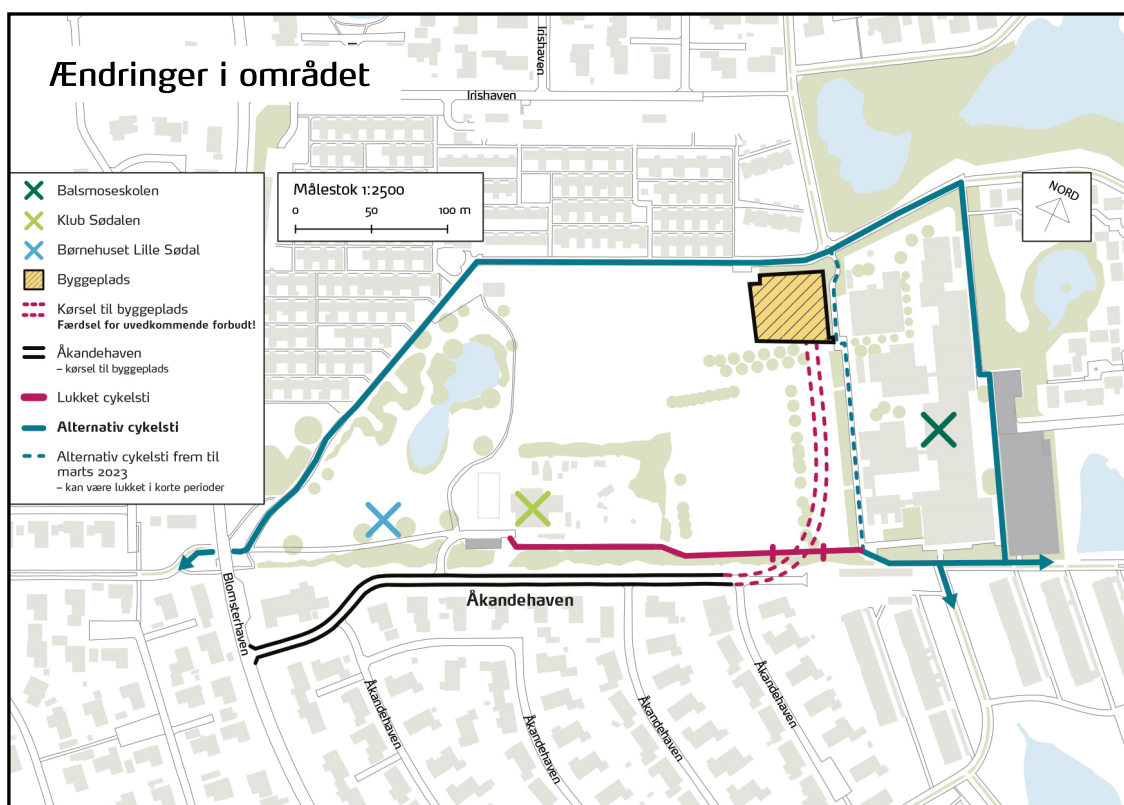 Ændringer i området
Irishaven
Irishaven
Målestok 1:2500
0 50 100 m
NORD
Balsmoseskolen
Klub Sødalen
Børnehuset Lille Sødal
Byggeplads
Kørsel til byggeplads
Færdsel for uvedkommende forbudt!
Åkandehaven
– kørsel til byggeplads
Lukket cykelsti
Alternativ cykelsti
Alternativ cykelsti frem til
marts 2023
– kan være lukket i korte perioder
Blomsterhaven
Åkandehaven
Åkandehaven
Åkandehaven
Åkandehaven
Åkandehaven